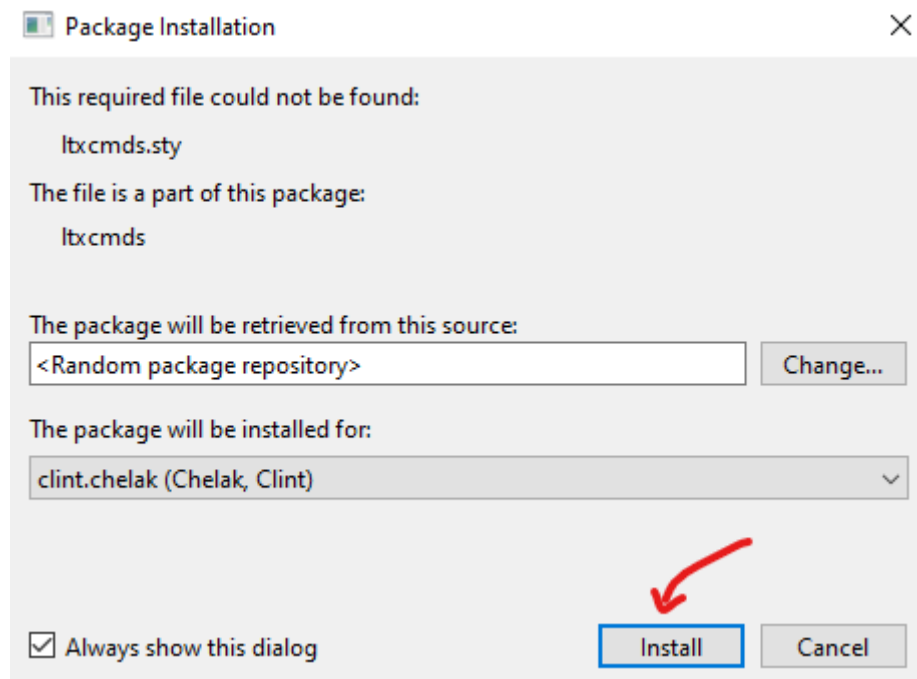 Package Installation
This required file could not be found:
ltxcmds.sty
The file is a part of this package:
ltxcmds
The package will be retrieved from this source:
<Random package repository>
Change...
The package will be installed for:
clint.chelak (Chelak, Clint)
Always show this dialog
Install
Cancel